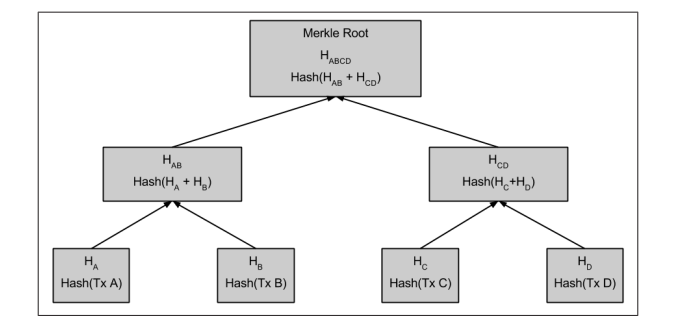 Merkle Root
H_ABCD
Hash(H_AB + H_CD)
H_AB
Hash(H_A + H_B)
H_CD
Hash(H_C+H_D)
H_A
Hash(Tx A)
H_B
Hash(Tx B)
H_C
Hash(Tx C)
H_D
Hash(Tx D)